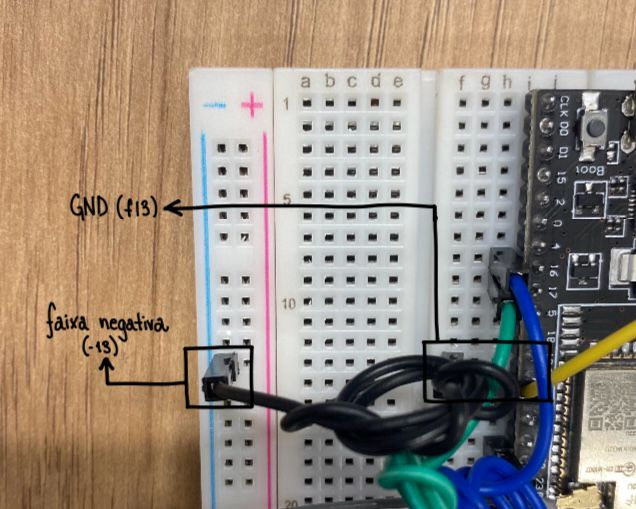 a b c d e f g h i j
- +
1
CLK
D0
D1
15
2
0
4
16
17
5
18
Boot
5
GND (f13)
10
faixa negativa
(-13)
23
20